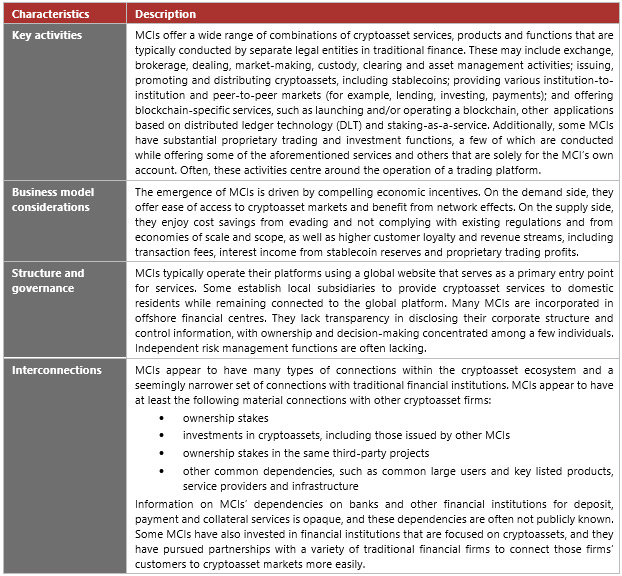 Characteristics
Description
Key activities
MCIs offer a wide range of combinations of cryptoasset services, products and functions that are
typically conducted by separate legal entities in traditional finance. These may include exchange,
brokerage, dealing, market-making, custody, clearing and asset management activities; issuing,
promoting and distributing cryptoassets, including stablecoins; providing various institution-to-
institution and peer-to-peer markets (for example, lending, investing, payments); and offering
blockchain-specific services, such as launching and/or operating a blockchain, other applications
based on distributed ledger technology (DLT) and staking-as-a-service. Additionally, some MCIs
have substantial proprietary trading and investment functions, a few of which are conducted
while offering some of the aforementioned services and others that are solely for the MCI's own
account. Often, these activities centre around the operation of a trading platform.
Business model
considerations
The emergence of MCIs is driven by compelling economic incentives. On the demand side, they
offer ease of access to cryptoasset markets and benefit from network effects. On the supply side,
they enjoy cost savings from evading and not complying with existing regulations and from
economies of scale and scope, as well as higher customer loyalty and revenue streams, including
transaction fees, interest income from stablecoin reserves and proprietary trading profits.
Structure and
governance
MCIs typically operate their platforms using a global website that serves as a primary entry point
for services. Some establish local subsidiaries to provide cryptoasset services to domestic
residents while remaining connected to the global platform. Many MCIs are incorporated in
offshore financial centres. They lack transparency in disclosing their corporate structure and
control information, with ownership and decision-making concentrated among a few individuals.
Independent risk management functions are often lacking.
Interconnections
MCIs appear to have many types of connections within the cryptoasset ecosystem and a
seemingly narrower set of connections with traditional financial institutions. MCIs appear to have
at least the following material connections with other cryptoasset firms:
• ownership stakes
• investments in cryptoassets, including those issued by other MCIs
• ownership stakes in the same third-party projects
• other common dependencies, such as common large users and key listed products,
service providers and infrastructure
Information on MCIs' dependencies on banks and other financial institutions for deposit,
payment and collateral services is opaque, and these dependencies are often not publicly known.
Some MCIs have also invested in financial institutions that are focused on cryptoassets, and they
have pursued partnerships with a variety of traditional financial firms to connect those firms'
customers to cryptoasset markets more easily.